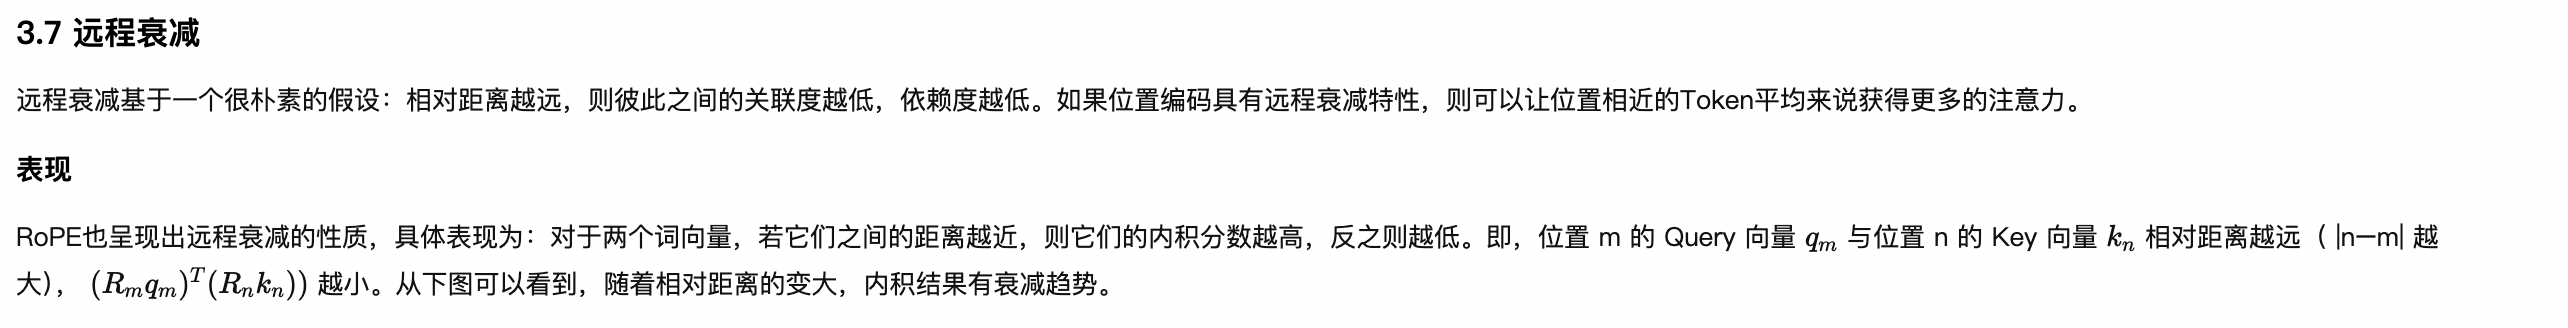 3.7 远程衰减
远程衰减基于一个很朴素的假设：相对距离越远，则彼此之间的关联度越低，依赖度越低。如果位置编码具有远程衰减特性，则可以让位置相近的Token平均来说获得更多的注意力。
表现
RoPE也呈现出远程衰减的性质，具体表现为：对于两个词向量，若它们之间的距离越近，则它们的内积分数越高，反之则越低。即，位置 m 的 Query 向量 $q_m$ 与位置 n 的 Key 向量 $k_n$ 相对距离越远（ |n一m| 越
大）， $(R_m q_m)^T (R_n k_n))$ 越小。从下图可以看到，随着相对距离的变大，内积结果有衰减趋势。